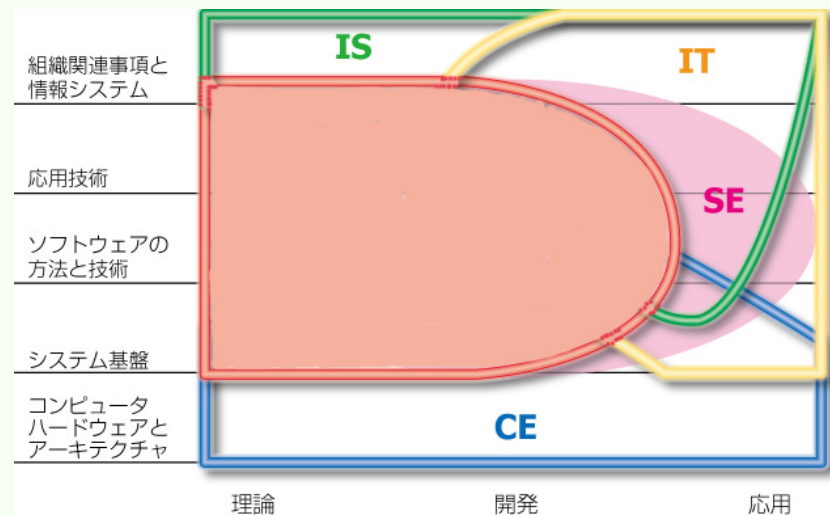 組織関連事項と
情報システム
IS
IT
応用技術
SE
ソフトウェアの
方法と技術
システム基盤
コンピュータ
ハードウェアと
アーキテクチャ
CE
理論
開発
応用